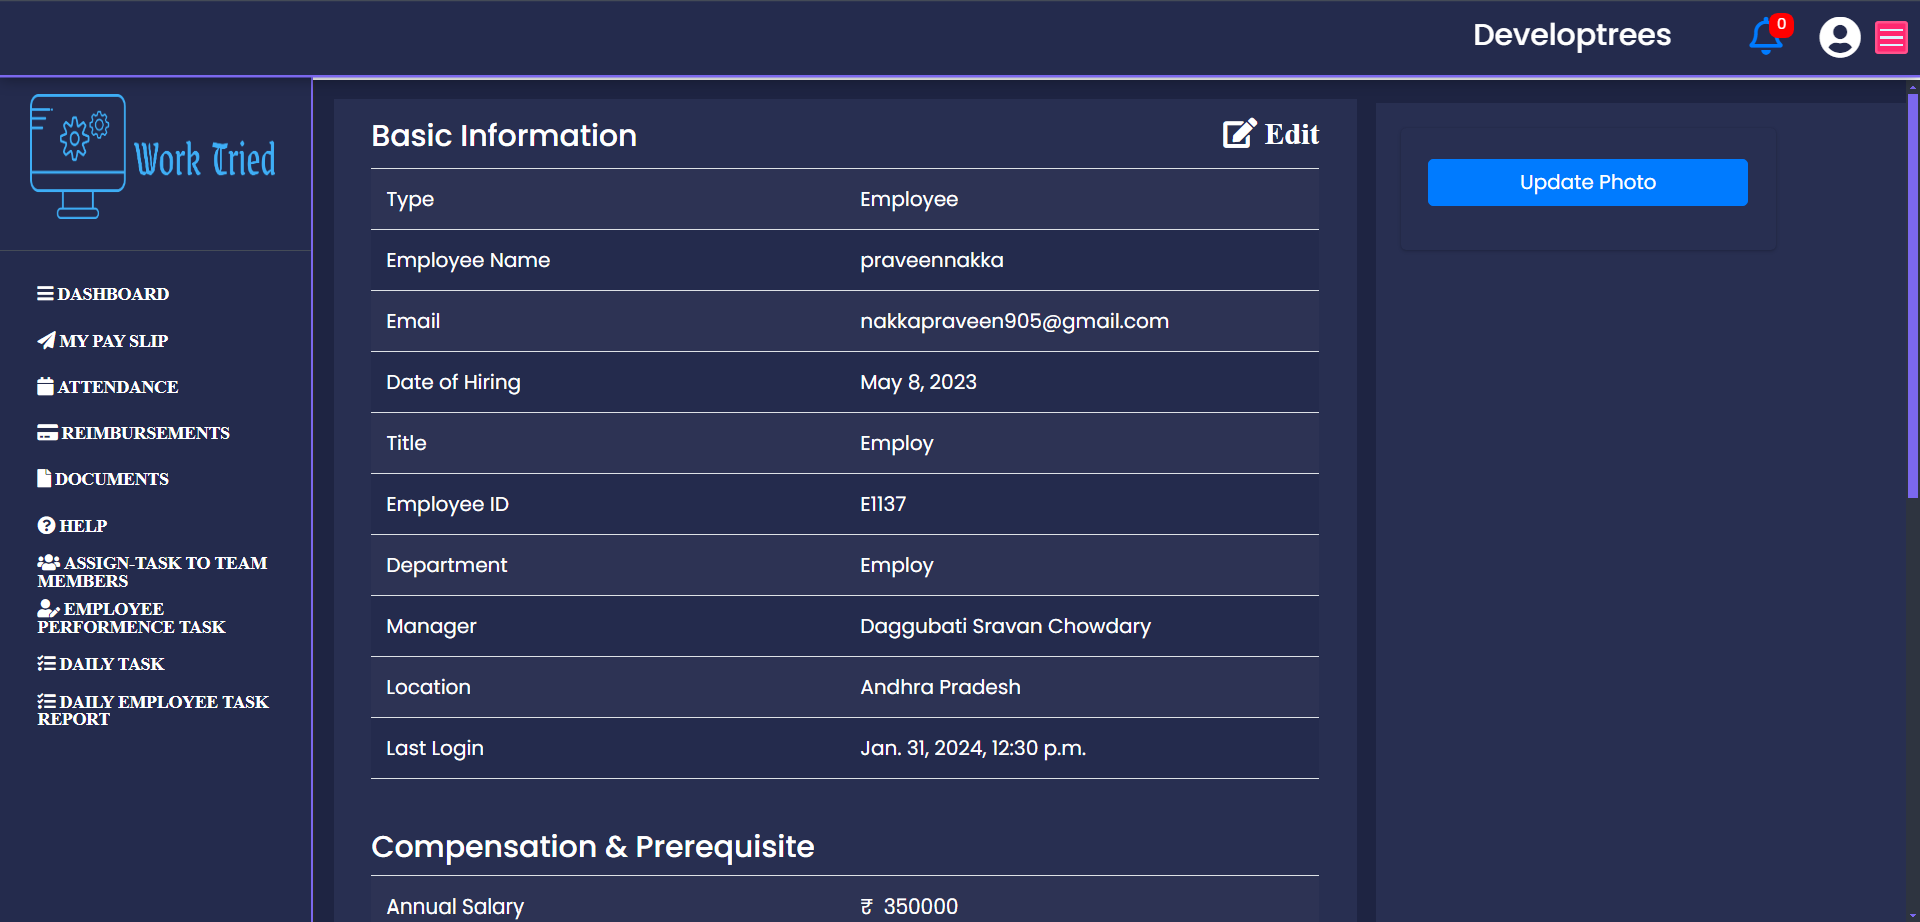 Developtrees
0
Work Tried
DASHBOARD
MY PAY SLIP
ATTENDANCE
REIMBURSEMENTS
DOCUMENTS
HELP
ASSIGN-TASK TO TEAM
MEMBERS
EMPLOYEE
PERFORMENCE TASK
DAILY TASK
DAILY EMPLOYEE TASK
REPORT
Basic Information
Edit
Type Employee
Employee Name praveennakka
Email nakkapraveen905@gmail.com
Date of Hiring May 8, 2023
Title Employ
Employee ID E1137
Department Employ
Manager Daggubati Sravan Chowdary
Location Andhra Pradesh
Last Login Jan. 31, 2024, 12:30 p.m.
Compensation & Prerequisite
Annual Salary ₹ 350000
Update Photo